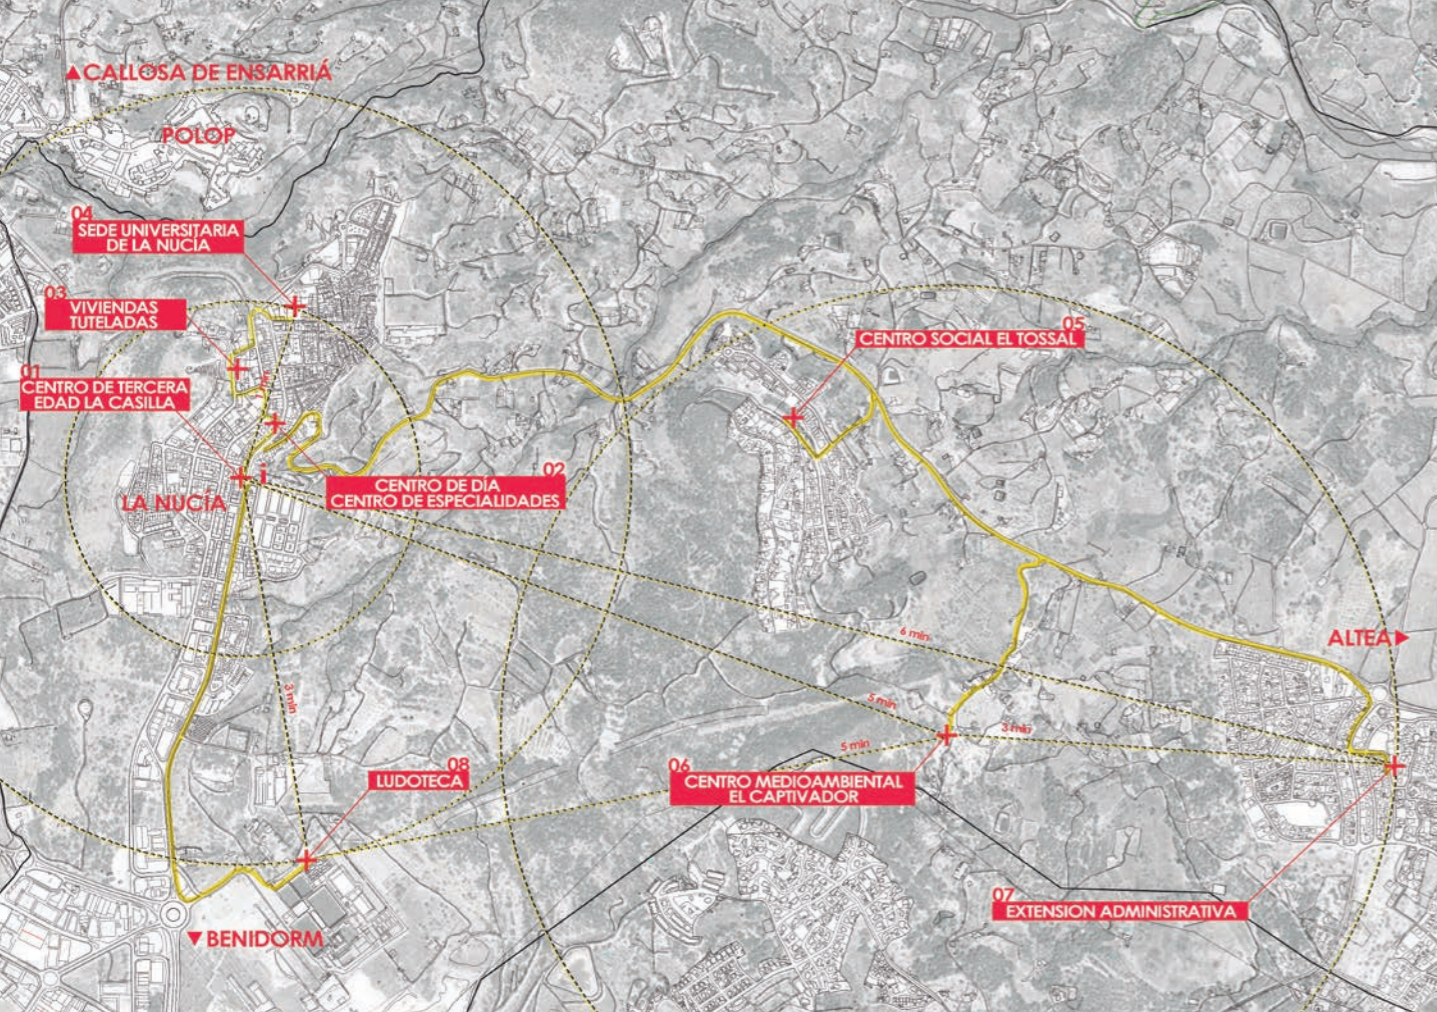 ▲CALLOSA DE ENSARRIÁ
POLOP
04
SEDE UNIVERSITARIA
DE LA NUCÍA
03
VIVIENDAS
TUTELADAS
01
CENTRO DE TERCERA
EDAD LA CASILLA
05
CENTRO SOCIAL EL TOSSAL
i
02
CENTRO DE DÍA
CENTRO DE ESPECIALIDADES
LA NUCÍA
6 min
ALTEA▶
3 min
5 min
3 min
5 min
08
LUDOTECA
06
CENTRO MEDIOAMBIENTAL
EL CAPTIVADOR
07
EXTENSION ADMINISTRATIVA
▼BENIDORM